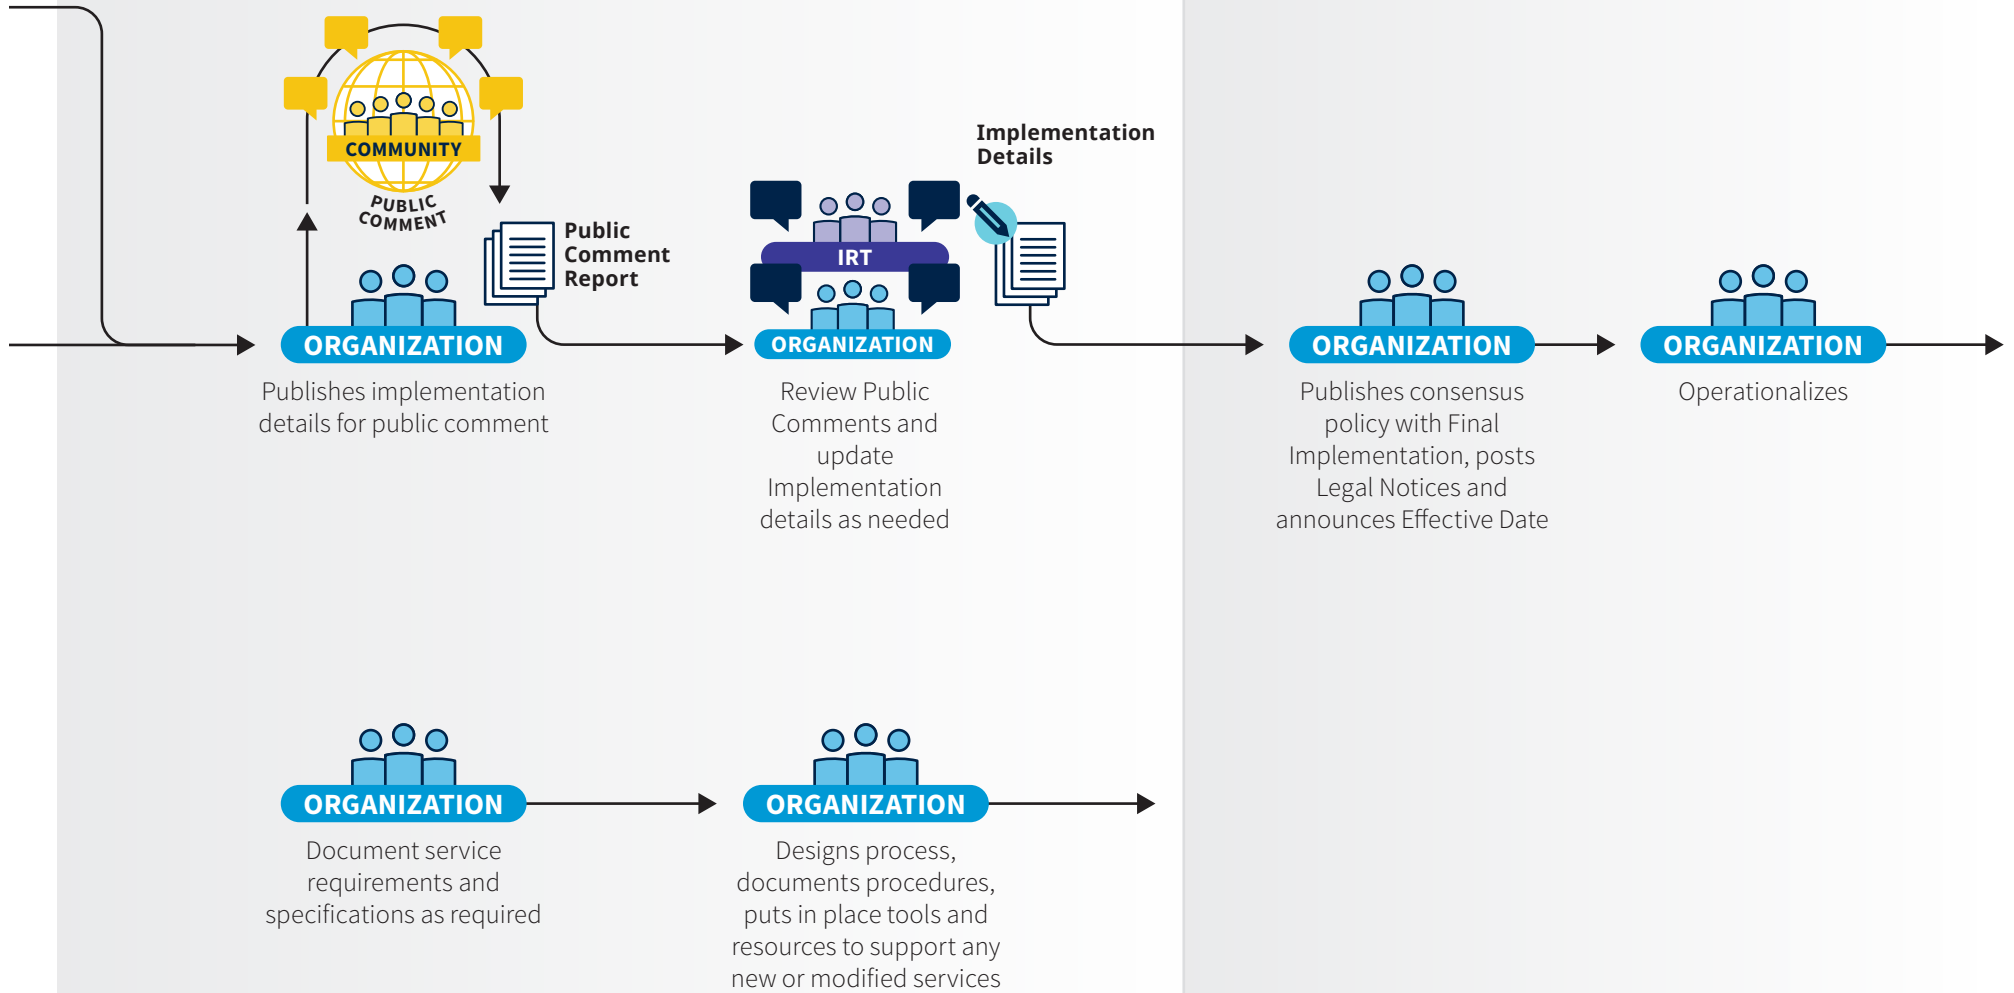 COMMUNITY
PUBLIC
COMMENT
Public
Comment
Report
ORGANIZATION
Publishes implementation
details for public comment
IRT
ORGANIZATION
Review Public
Comments and
update
Implementation
details as needed
Implementation
Details
ORGANIZATION
Publishes consensus
policy with Final
Implementation, posts
Legal Notices and
announces Effective Date
ORGANIZATION
Operationalizes
ORGANIZATION
Document service
requirements and
specifications as required
ORGANIZATION
Designs process,
documents procedures,
puts in place tools and
resources to support any
new or modified services